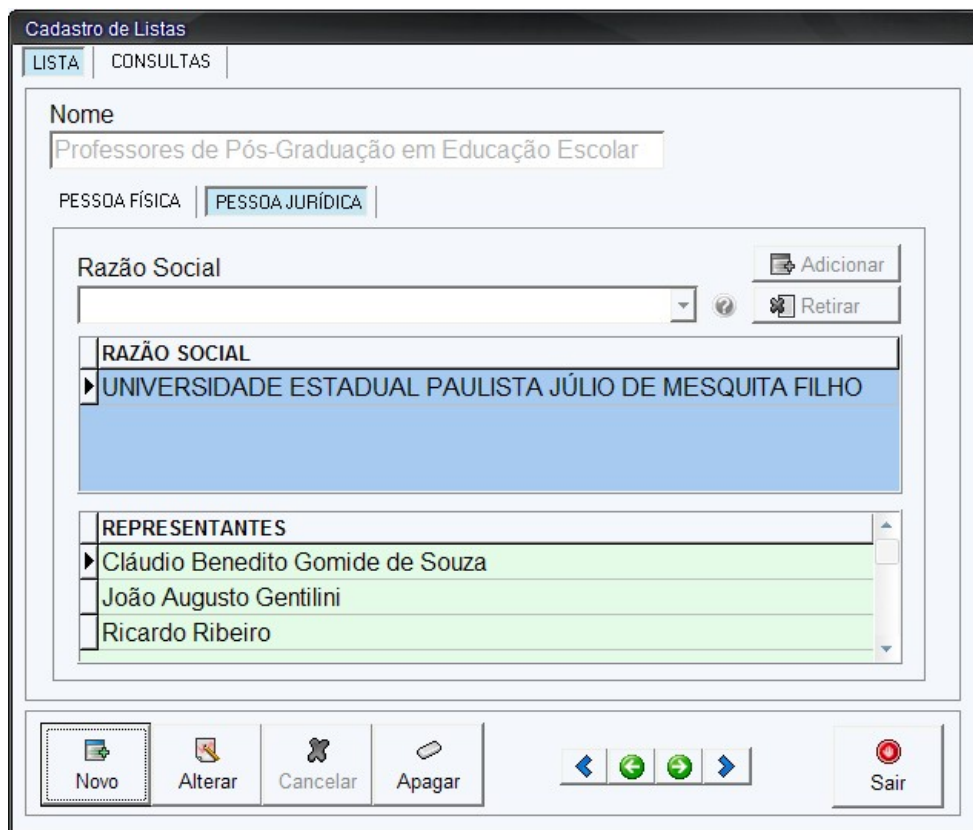 Cadastro de Listas
LISTA CONSULTAS
Nome
Professores de Pós-Graduação em Educação Escolar
PESSOA FÍSICA PESSOA JURÍDICA
Razão Social
Adicionar
Retirar
RAZÃO SOCIAL
UNIVERSIDADE ESTADUAL PAULISTA JÚLIO DE MESQUITA FILHO
REPRESENTANTES
Cláudio Benedito Gomide de Souza
João Augusto Gentilini
Ricardo Ribeiro
Novo Alterar Cancelar Apagar Sair